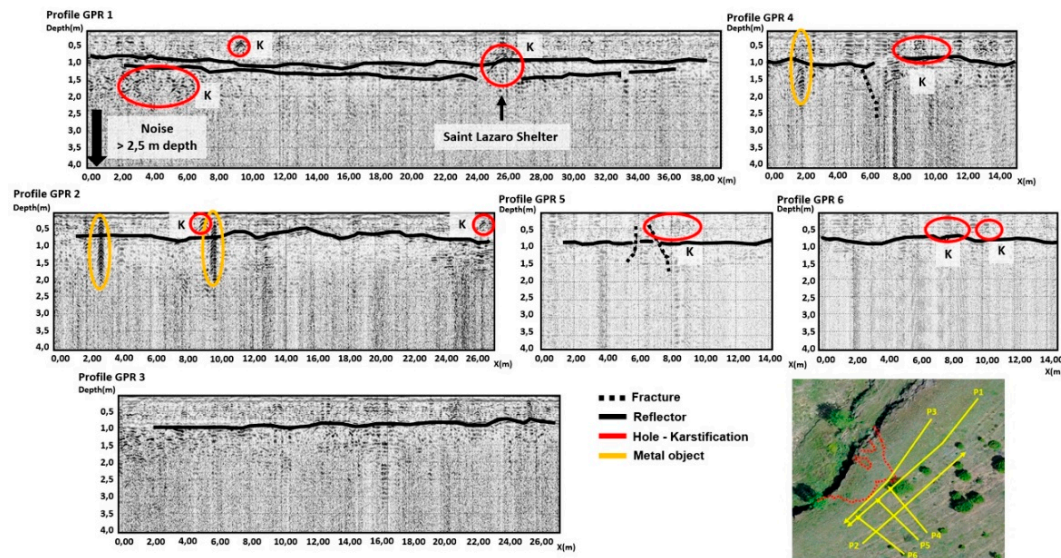 Profile GPR 1
Depth(m)
0,5
1,0
1,5
2,0
2,5
3,0
3,5
4,0
K
K
K
Noise
> 2,5 m depth
Saint Lazaro Shelter
0,00 2,00 4,00 6,00 8,00 10,00 12,00 14,00 16,00 18,00 20,00 22,00 24,00 26,00 28,00 30,00 32,00 34,00 36,00 38,00
X(m)
Profile GPR 4
Depth(m)
0,5
1,0
1,5
2,0
2,5
3,0
3,5
4,0
K
0,00 2,00 4,00 6,00 8,00 10,00 12,00 14,00
X(m)
Profile GPR 2
Depth(m)
0,5
1,0
1,5
2,0
2,5
3,0
3,5
4,0
K
K
0,00 2,00 4,00 6,00 8,00 10,00 12,00 14,00 16,00 18,00 20,00 22,00 24,00 26,00
X(m)
Profile GPR 5
Depth(m)
0,5
1,0
1,5
2,0
2,5
3,0
3,5
4,0
K
0,00 2,00 4,00 6,00 8,00 10,00 12,00 14,00
X(m)
Profile GPR 6
Depth(m)
0,5
1,0
1,5
2,0
2,5
3,0
3,5
4,0
K
K
0,00 2,00 4,00 6,00 8,00 10,00 12,00 14,00
X(m)
Profile GPR 3
Depth(m)
0,5
1,0
1,5
2,0
2,5
3,0
3,5
4,0
0,00 2,00 4,00 6,00 8,00 10,00 12,00 14,00 16,00 18,00 20,00 22,00 24,00 26,00
X(m)
Fracture
Reflector
Hole - Karstification
Metal object
P1
P3
P2
P4
P5
P6